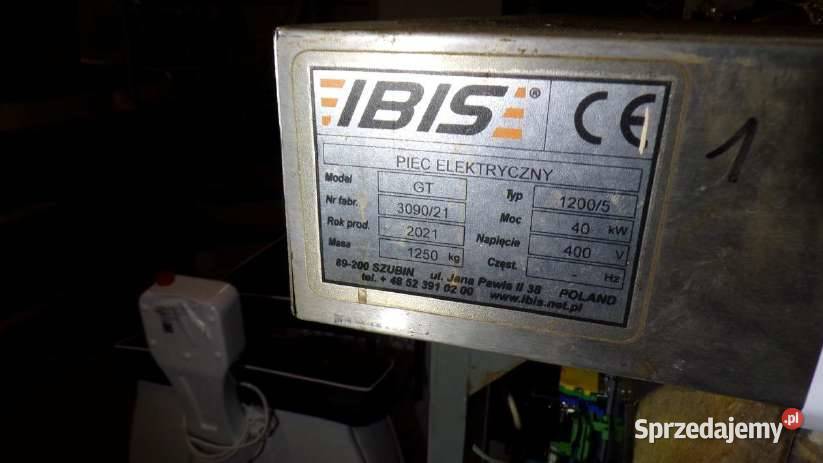 IBIS® CE
PIEC ELEKTRYCZNY
Model GT Typ 1200/5
Nr fabr. 3090/21 Moc 40 kW
Rok prod. 2021 Napięcie 400 V
Masa 1250 kg Częst. - Hz
89-200 SZUBIN ul. Jana Pawła II 38 POLAND
tel. + 48 52 391 02 00 www.ibis.net.pl
1
Sprzedajemy.pl